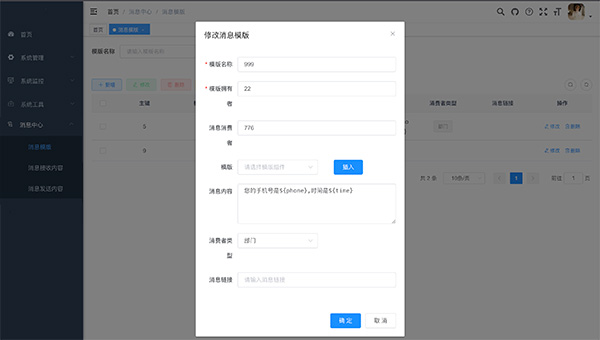 首页
系统管理
系统监控
系统工具
消息中心
消息模版
消息接收内容
消息发送内容
首页 / 消息中心 / 消息模版
首页
消息模版
模版名称
请输入模版名称
+ 新增
修改
删除
主键
消费者类型
消息链接
操作
5
部门
修改
删除
9
修改
删除
共 2 条
10条/页
1
前往
1
页
修改消息模版
* 模版名称
999
* 模版拥有者
22
消息消费者
776
模版
请选择模版组件
插入
消息内容
您的手机号是${phone},时间是${time}
消费者类型
部门
消息链接
请输入消息链接
确 定
取 消